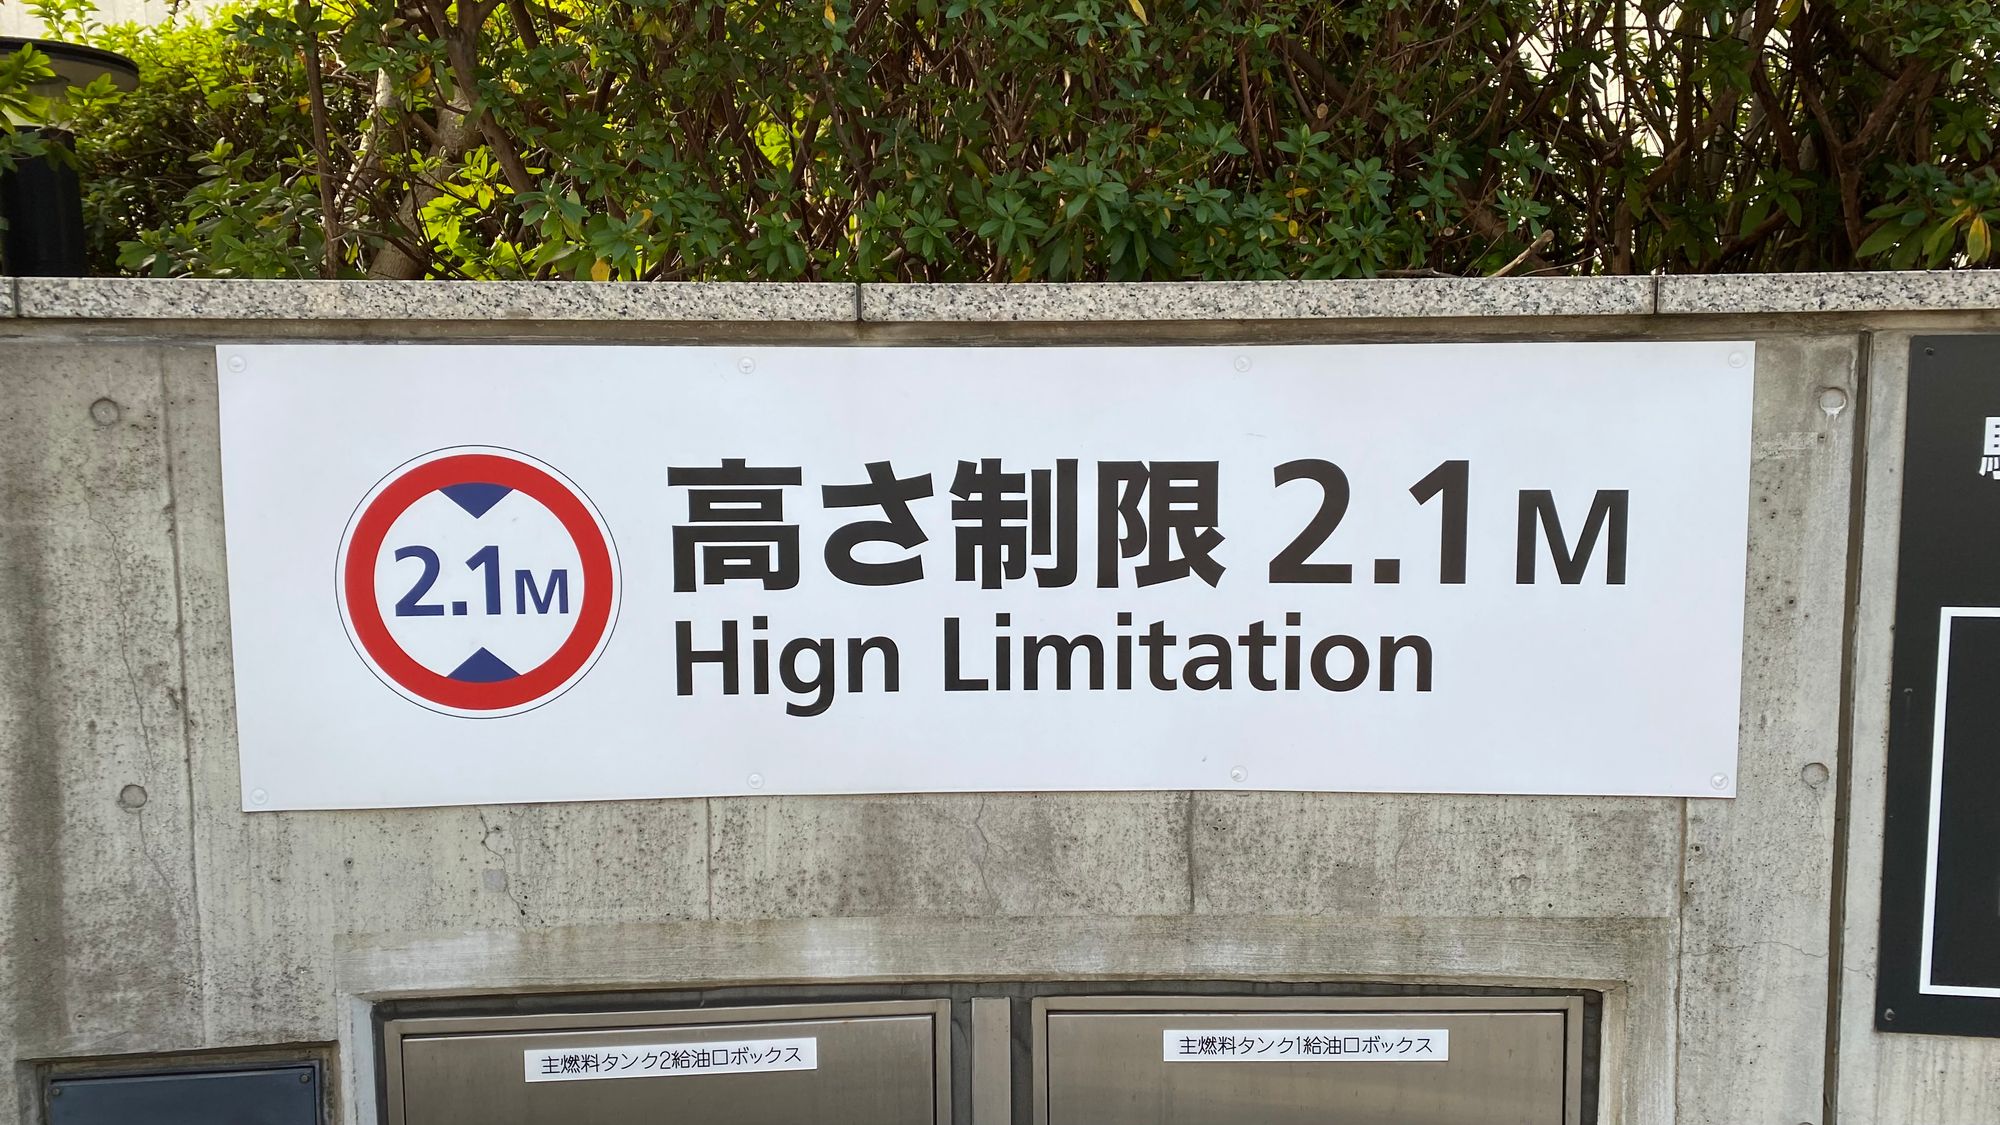 2.1M
高さ制限 2.1M
Hign Limitation
主燃料タンク2給油口ボックス
主燃料タンク1給油口ボックス